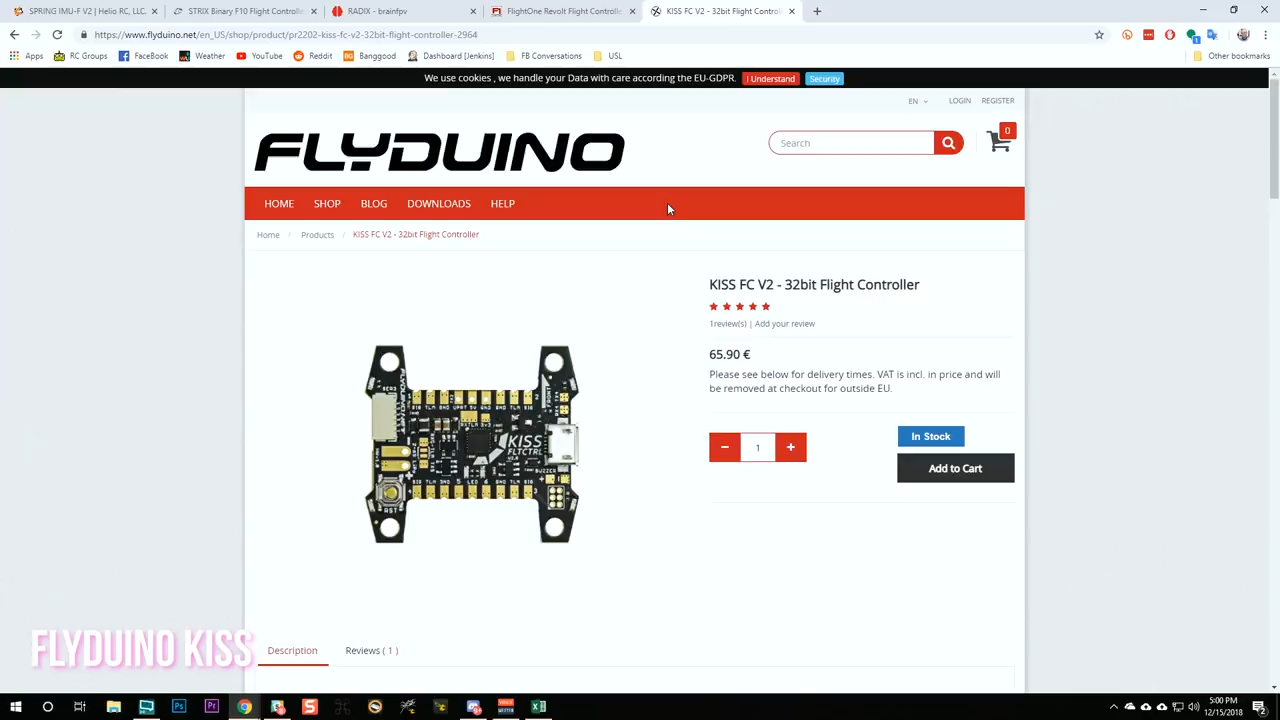 SPRING IMU-F V2 | Helio RC, LLC.
STRIX Binary F10 Flight Controlle
RADIX - brainfpv
FlightOne Revolt Flight Controlle
KISS FC V2 - 32bit Flight Control
https://www.flyduino.net/en_US/shop/product/pr2202-kiss-fc-v2-32bit-flight-controller-2964
Apps
RC Groups
FaceBook
Weather
YouTube
Reddit
Banggood
Dashboard [Jenkins]
FB Conversations
USL
Other bookmarks
We use cookies , we handle your Data with care according the EU-GDPR.
I Understand
Security
EN
LOGIN
REGISTER
FLYDUINO
Search
0
HOME
SHOP
BLOG
DOWNLOADS
HELP
Home / Products / KISS FC V2 - 32bit Flight Controller
KISS FC V2 - 32bit Flight Controller
1review(s) | Add your review
65.90 €
Please see below for delivery times. VAT is incl. in price and will
be removed at checkout for outside EU.
− 1 +
In Stock
Add to Cart
KISS
FLTCTRL
BUZZER
RST
FLYDUINO KISS
Description
Reviews ( 1 )
5:00 PM
12/15/2018